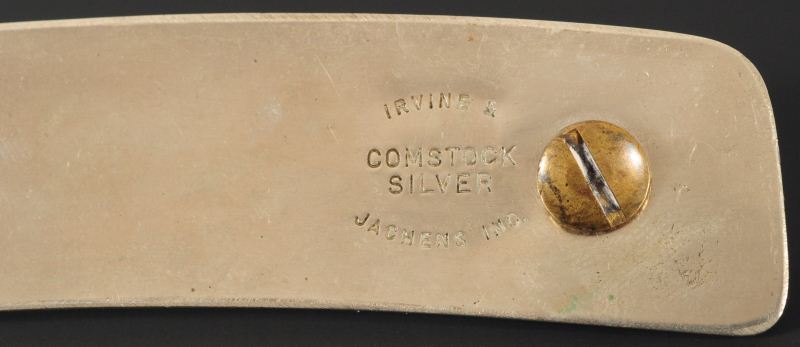 IRVINE &
COMSTOCK
SILVER
JACHENS INC.